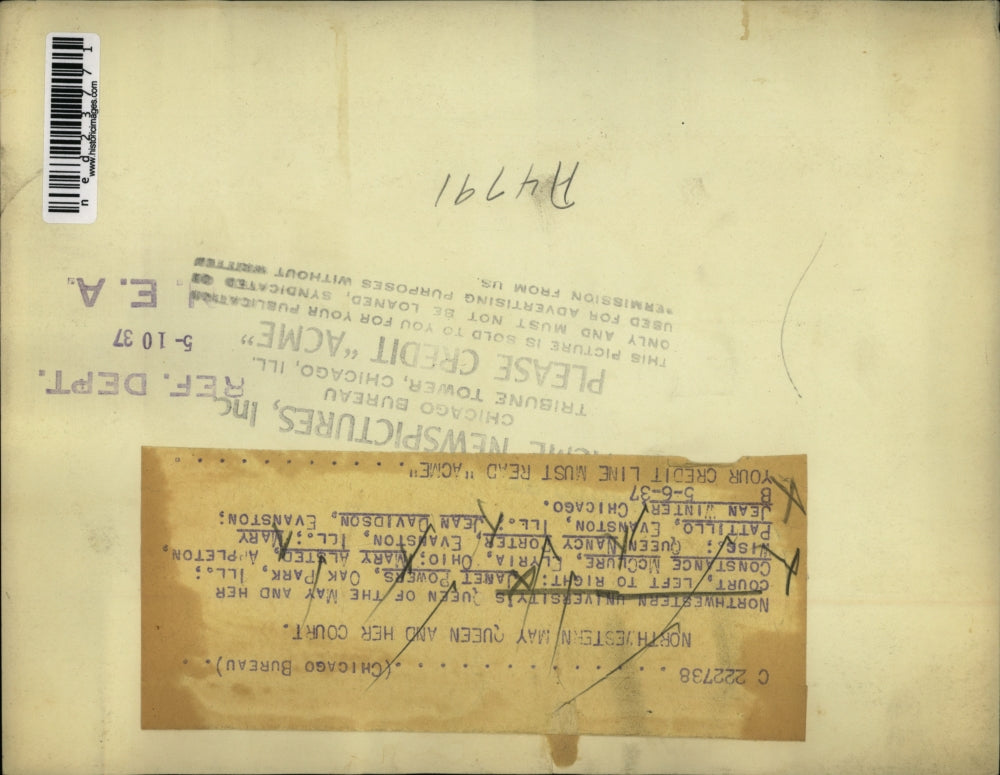 C 222738 . . . . . . . . . . . . . . . (CHICAGO BUREAU). .
NORTHWESTERN MAY QUEEN AND HER COURT.
NORTHWESTERN UNIVERSITY'S QUEEN OF THE MAY AND HER
COURT, LEFT TO RIGHT: JANET POWERS, OAK PARK, ILL.;
CONSTANCE MCCLURE, ELYRIA, OHIO; MARY ALSTED, APPLETON,
WISC; QUEEN NANCY PORTER, EVANSTON, ILL.; MARY
PATTILLO, EVANSTON, ILL.; JEAN DAVIDSON, EVANSTON;
JEAN WINTER, CHICAGO.
B 5-6-37
YOUR CREDIT LINE MUST READ "ACME" . . . . . . . . . . .
ACME NEWSPICTURES, Inc.
CHICAGO BUREAU
TRIBUNE TOWER, CHICAGO, ILL.
PLEASE CREDIT "ACME"
THIS PICTURE IS SOLD TO YOU FOR YOUR PUBLICATION
ONLY AND MUST NOT BE LOANED, SYNDICATED OR
USED FOR ADVERTISING PURPOSES WITHOUT WRITTEN
PERMISSION FROM US.
REF. DEPT.
5-10 37
E. A.
A4791
www.historicimages.com
ned23771